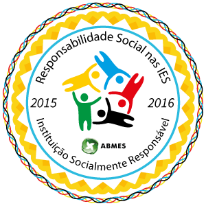 Responsabilidade Social nas IES
2015
2016
ABMES
Instituição Socialmente Responsável